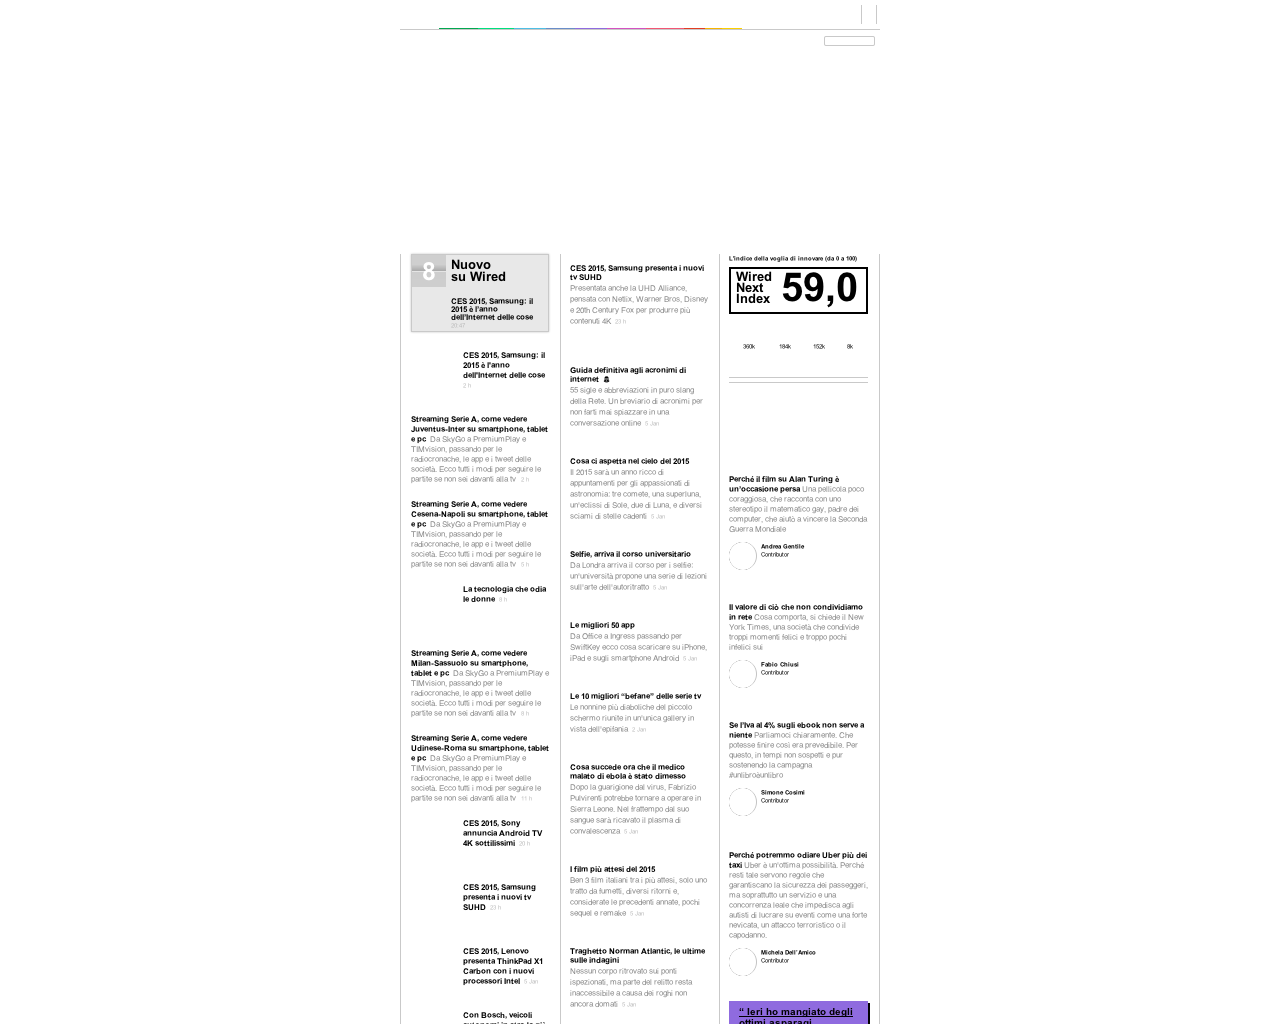 8
Nuovo
su Wired
CES 2015, Samsung: il
2015 è l'anno
dell'Internet delle cose
20:47
CES 2015, Samsung: il
2015 è l'anno
dell'Internet delle cose
2 h
Streaming Serie A, come vedere
Juventus-Inter su smartphone, tablet
e pc Da SkyGo a PremiumPlay e
TIMvision, passando per le
radiocronache, le app e i tweet delle
società. Ecco tutti i modi per seguire le
partite se non sei davanti alla tv 2 h
Streaming Serie A, come vedere
Cesena-Napoli su smartphone, tablet
e pc Da SkyGo a PremiumPlay e
TIMvision, passando per le
radiocronache, le app e i tweet delle
società. Ecco tutti i modi per seguire le
partite se non sei davanti alla tv 5 h
La tecnologia che odia
le donne 8 h
Streaming Serie A, come vedere
Milan-Sassuolo su smartphone,
tablet e pc Da SkyGo a PremiumPlay e
TIMvision, passando per le
radiocronache, le app e i tweet delle
società. Ecco tutti i modi per seguire le
partite se non sei davanti alla tv 8 h
Streaming Serie A, come vedere
Udinese-Roma su smartphone, tablet
e pc Da SkyGo a PremiumPlay e
TIMvision, passando per le
radiocronache, le app e i tweet delle
società. Ecco tutti i modi per seguire le
partite se non sei davanti alla tv 11 h
CES 2015, Sony
annuncia Android TV
4K sottilissimi 20 h
CES 2015, Samsung
presenta i nuovi tv
SUHD 23 h
CES 2015, Lenovo
presenta ThinkPad X1
Carbon con i nuovi
processori Intel 5 Jan
Con Bosch, veicoli
CES 2015, Samsung presenta i nuovi
tv SUHD
Presentata anche la UHD Alliance,
pensata con Netlix, Warner Bros, Disney
e 20th Century Fox per produrre più
contenuti 4K 23 h
Guida definitiva agli acronimi di
internet
55 sigle e abbreviazioni in puro slang
della Rete. Un breviario di acronimi per
non farti mai spiazzare in una
conversazione online 5 Jan
Cosa ci aspetta nel cielo del 2015
Il 2015 sarà un anno ricco di
appuntamenti per gli appassionati di
astronomia: tre comete, una superluna,
un'eclissi di Sole, due di Luna, e diversi
sciami di stelle cadenti 5 Jan
Selfie, arriva il corso universitario
Da Londra arriva il corso per i selfie:
un'università propone una serie di lezioni
sull'arte dell'autoritratto 5 Jan
Le migliori 50 app
Da Office a Ingress passando per
SwiftKey ecco cosa scaricare su iPhone,
iPad e sugli smartphone Android 5 Jan
Le 10 migliori “befane” delle serie tv
Le nonnine più diaboliche del piccolo
schermo riunite in un'unica gallery in
vista dell'epifania 2 Jan
Cosa succede ora che il medico
malato di ebola è stato dimesso
Dopo la guarigione dal virus, Fabrizio
Pulvirenti potrebbe tornare a operare in
Sierra Leone. Nel frattempo dal suo
sangue sarà ricavato il plasma di
convalescenza 5 Jan
I film più attesi del 2015
Ben 3 film italiani tra i più attesi, solo uno
tratto da fumetti, diversi ritorni e,
considerate le precedenti annate, pochi
sequel e remake 5 Jan
Traghetto Norman Atlantic, le ultime
sulle indagini
Nessun corpo ritrovato sui ponti
ispezionati, ma parte del relitto resta
inaccessibile a causa dei roghi non
ancora domati 5 Jan
L'indice della voglia di innovare (da 0 a 100)
Wired
Next
Index
59,0
360k 184k 152k 8k
Perché il film su Alan Turing è
un'occasione persa Una pellicola poco
coraggiosa, che racconta con uno
stereotipo il matematico gay, padre dei
computer, che aiutò a vincere la Seconda
Guerra Mondiale
Andrea Gentile
Contributor
Il valore di ciò che non condividiamo
in rete Cosa comporta, si chiede il New
York Times, una società che condivide
troppi momenti felici e troppo pochi
infelici sui
Fabio Chiusi
Contributor
Se l'Iva al 4% sugli ebook non serve a
niente Parliamoci chiaramente. Che
potesse finire così era prevedibile. Per
questo, in tempi non sospetti e pur
sostenendo la campagna
#unlibroèunlibro
Simone Cosimi
Contributor
Perché potremmo odiare Uber più dei
taxi Uber è un'ottima possibilità. Perché
resti tale servono regole che
garantiscano la sicurezza dei passeggeri,
ma soprattutto un servizio e una
concorrenza leale che impedisca agli
autisti di lucrare su eventi come una forte
nevicata, un attacco terroristico o il
capodanno.
Michela Dell'Amico
Contributor
“ Ieri ho mangiato degli
ottimi asparagi